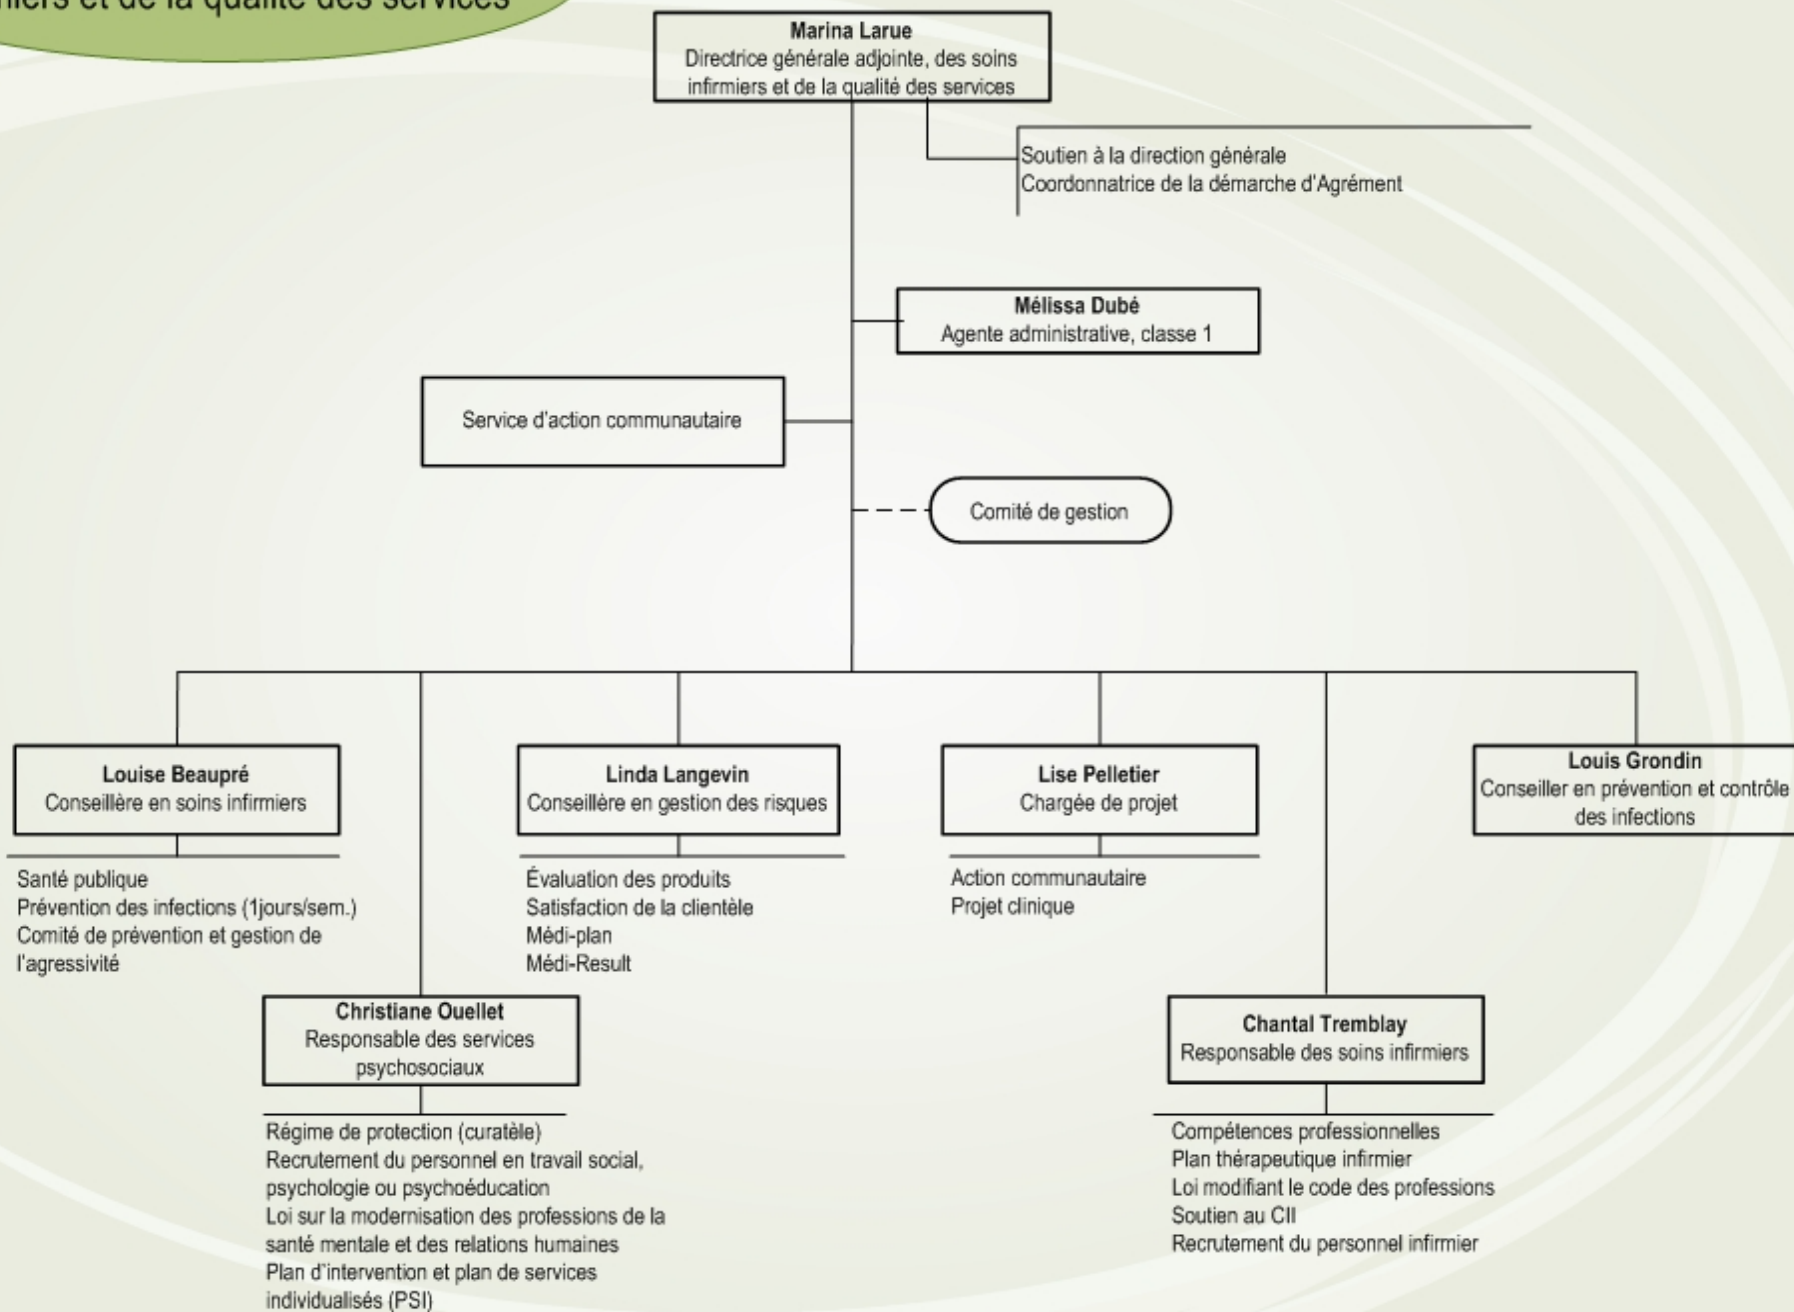 et de la qualité des services
Marina Larue
Directrice générale adjointe, des soins
infirmiers et de la qualité des services
Soutien à la direction générale
Coordonnatrice de la démarche d'Agrément
Mélissa Dubé
Agente administrative, classe 1
Service d'action communautaire
Comité de gestion
Louise Beaupré
Conseillère en soins infirmiers
Santé publique
Prévention des infections (1jours/sem.)
Comité de prévention et gestion de
l'agressivité
Linda Langevin
Conseillère en gestion des risques
Évaluation des produits
Satisfaction de la clientèle
Médi-plan
Médi-Result
Lise Pelletier
Chargée de projet
Action communautaire
Projet clinique
Louis Grondin
Conseiller en prévention et contrôle
des infections
Christiane Ouellet
Responsable des services
psychosociaux
Régime de protection (curatèle)
Recrutement du personnel en travail social,
psychologie ou psychoéducation
Loi sur la modernisation des professions de la
santé mentale et des relations humaines
Plan d'intervention et plan de services
individualisés (PSI)
Chantal Tremblay
Responsable des soins infirmiers
Compétences professionnelles
Plan thérapeutique infirmier
Loi modifiant le code des professions
Soutien au CII
Recrutement du personnel infirmier